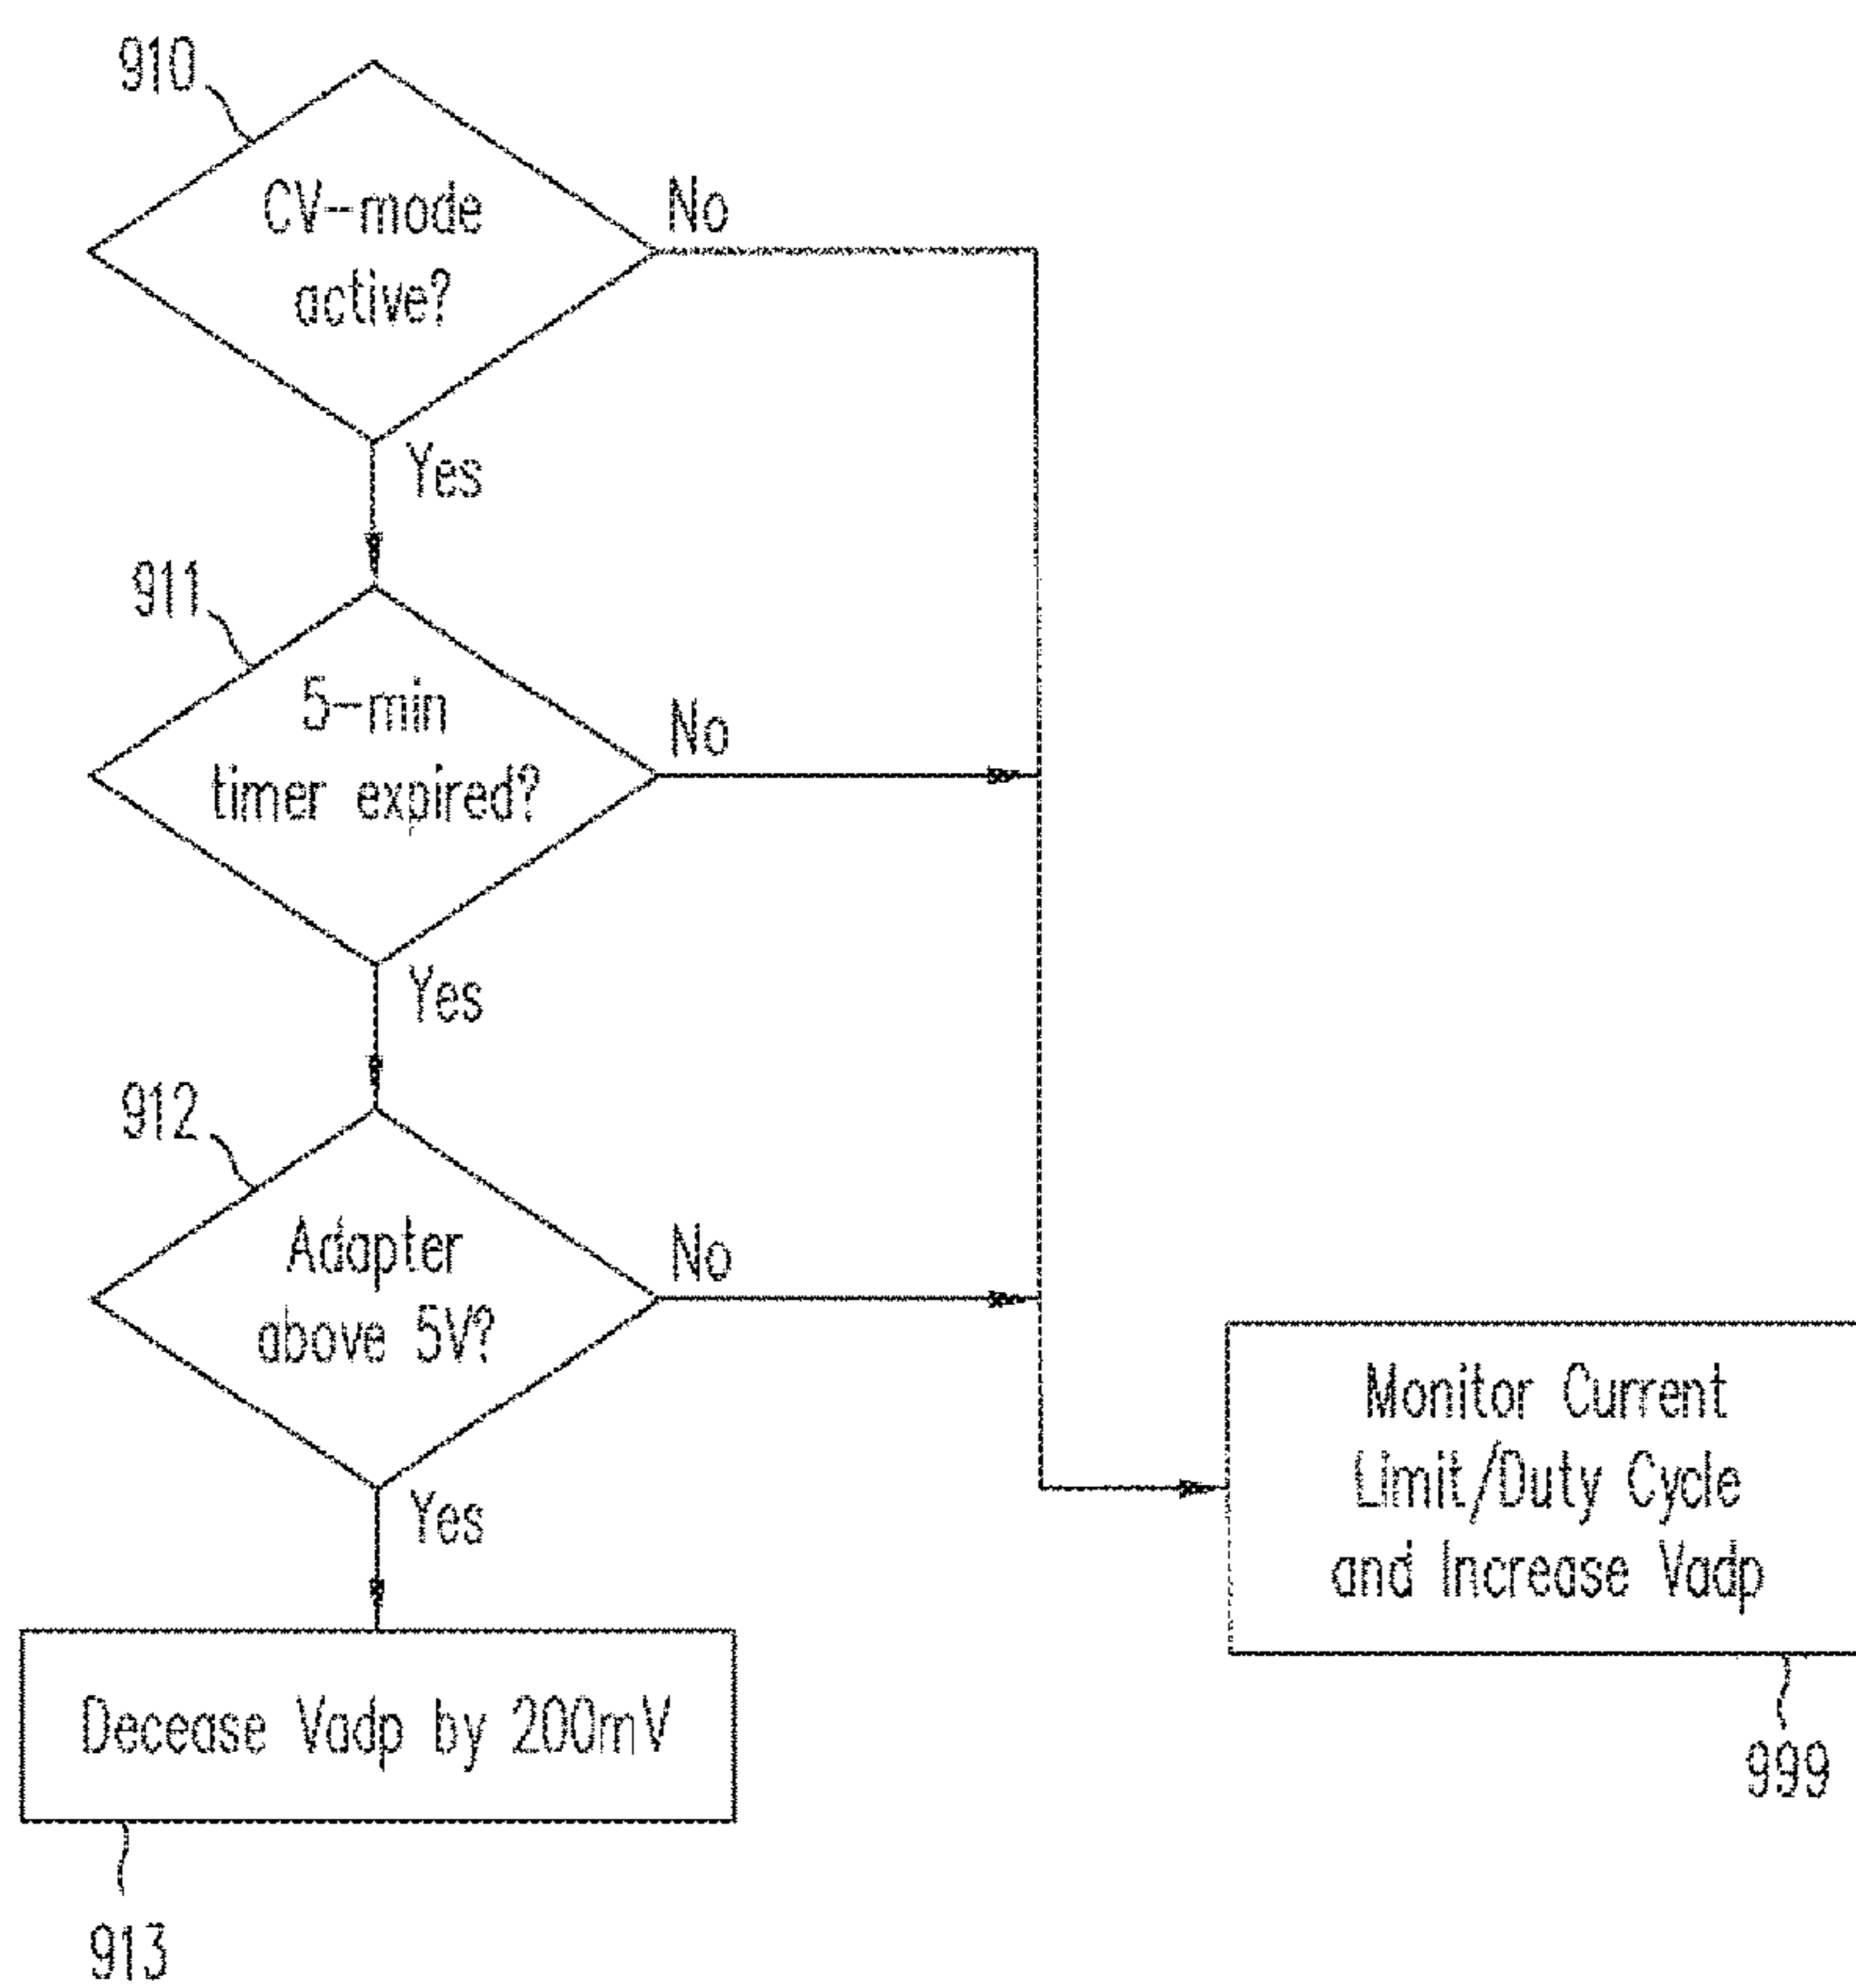 910
CV-mode
active?
No
Yes
911
5-min
timer expired?
No
Yes
912
Adapter
above 5V?
No
Yes
Decease Vadp by 200mV
913
Monitor Current
Limit/Duty Cycle
and Increase Vadp
999